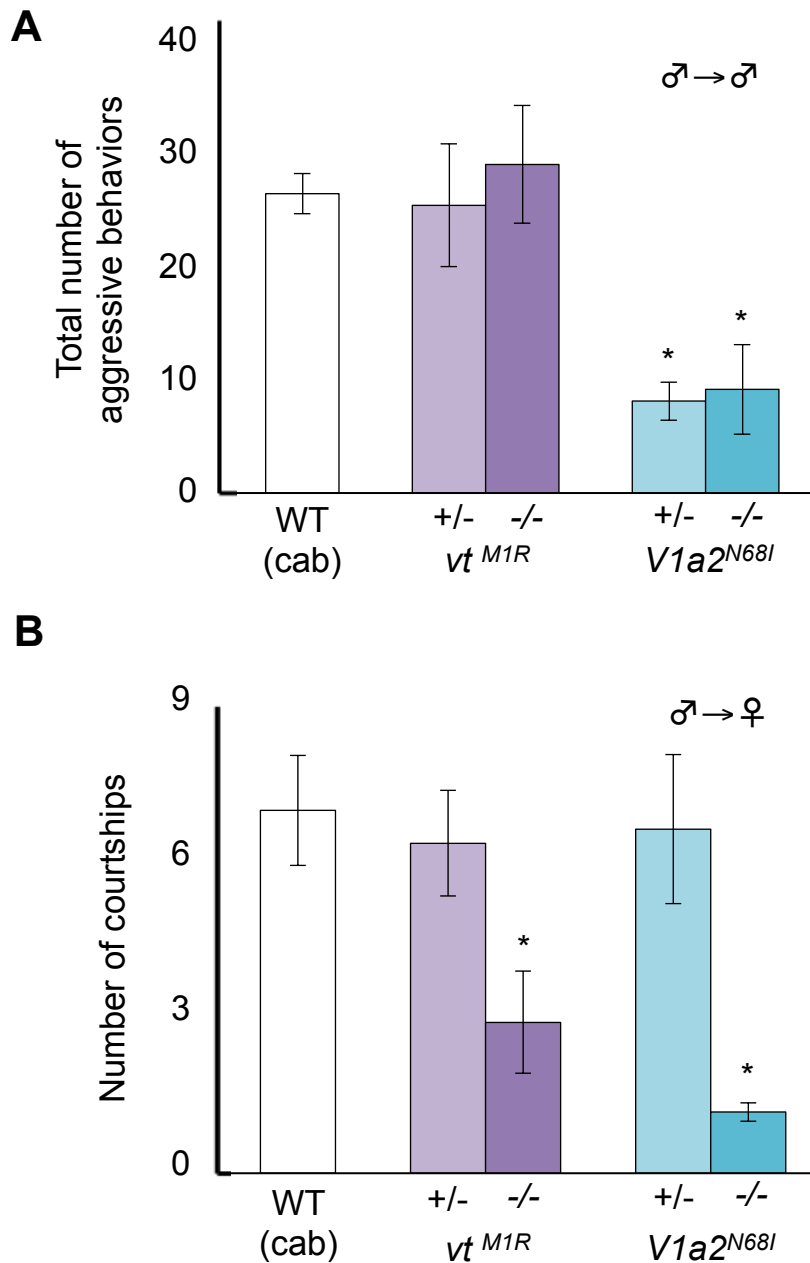 A
40
30
20
10
0
Total number of
aggressive behaviors
♂→♂
*
*
WT
(cab)
+/- -/-
vt M1R
+/- -/-
V1a2N68I
B
9
6
3
0
Number of courtships
♂→♀
*
*
WT
(cab)
+/- -/-
vt M1R
+/- -/-
V1a2N68I